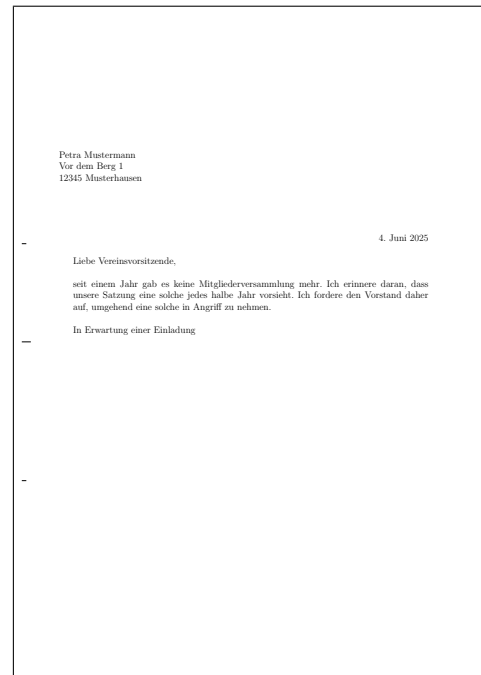 Petra Mustermann
Vor dem Berg 1
12345 Musterhausen
4. Juni 2025
Liebe Vereinsvorsitzende,
seit einem Jahr gab es keine Mitgliederversammlung mehr. Ich erinnere daran, dass
unsere Satzung eine solche jedes halbe Jahr vorsieht. Ich fordere den Vorstand daher
auf, umgehend eine solche in Angriff zu nehmen.
In Erwartung einer Einladung